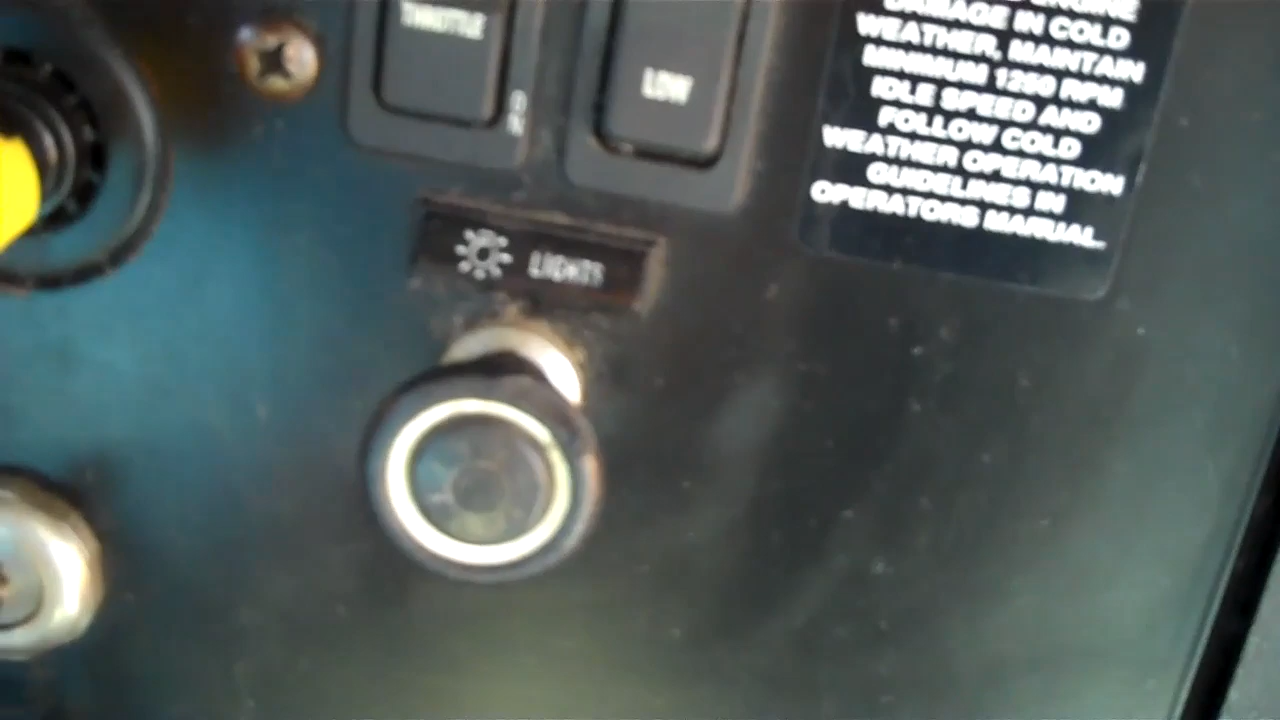 THROTTLE
LOW
LIGHTS
DAMAGE IN COLD
WEATHER, MAINTAIN
MINIMUM 1250 RPM
IDLE SPEED AND
FOLLOW COLD
WEATHER OPERATION
GUIDELINES IN
OPERATORS MANUAL.